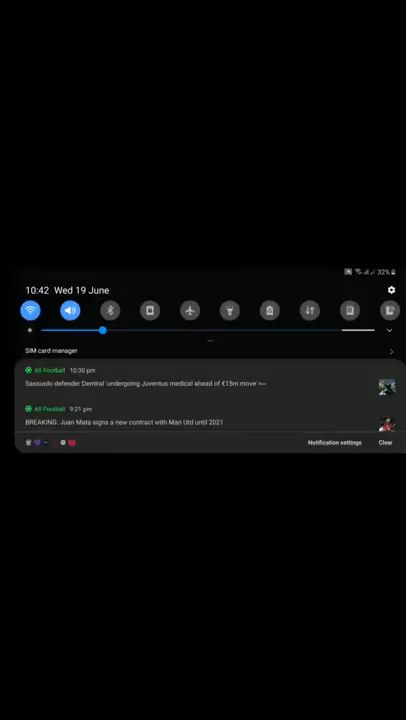 32%
10:42 Wed 19 June
SIM card manager
All Football 10:30 pm
Sassuolo defender Demiral 'undergoing Juventus medical ahead of €15m move'
All Football 9:21 pm
BREAKING: Juan Mata signs a new contract with Man Utd until 2021
Notification settings Clear